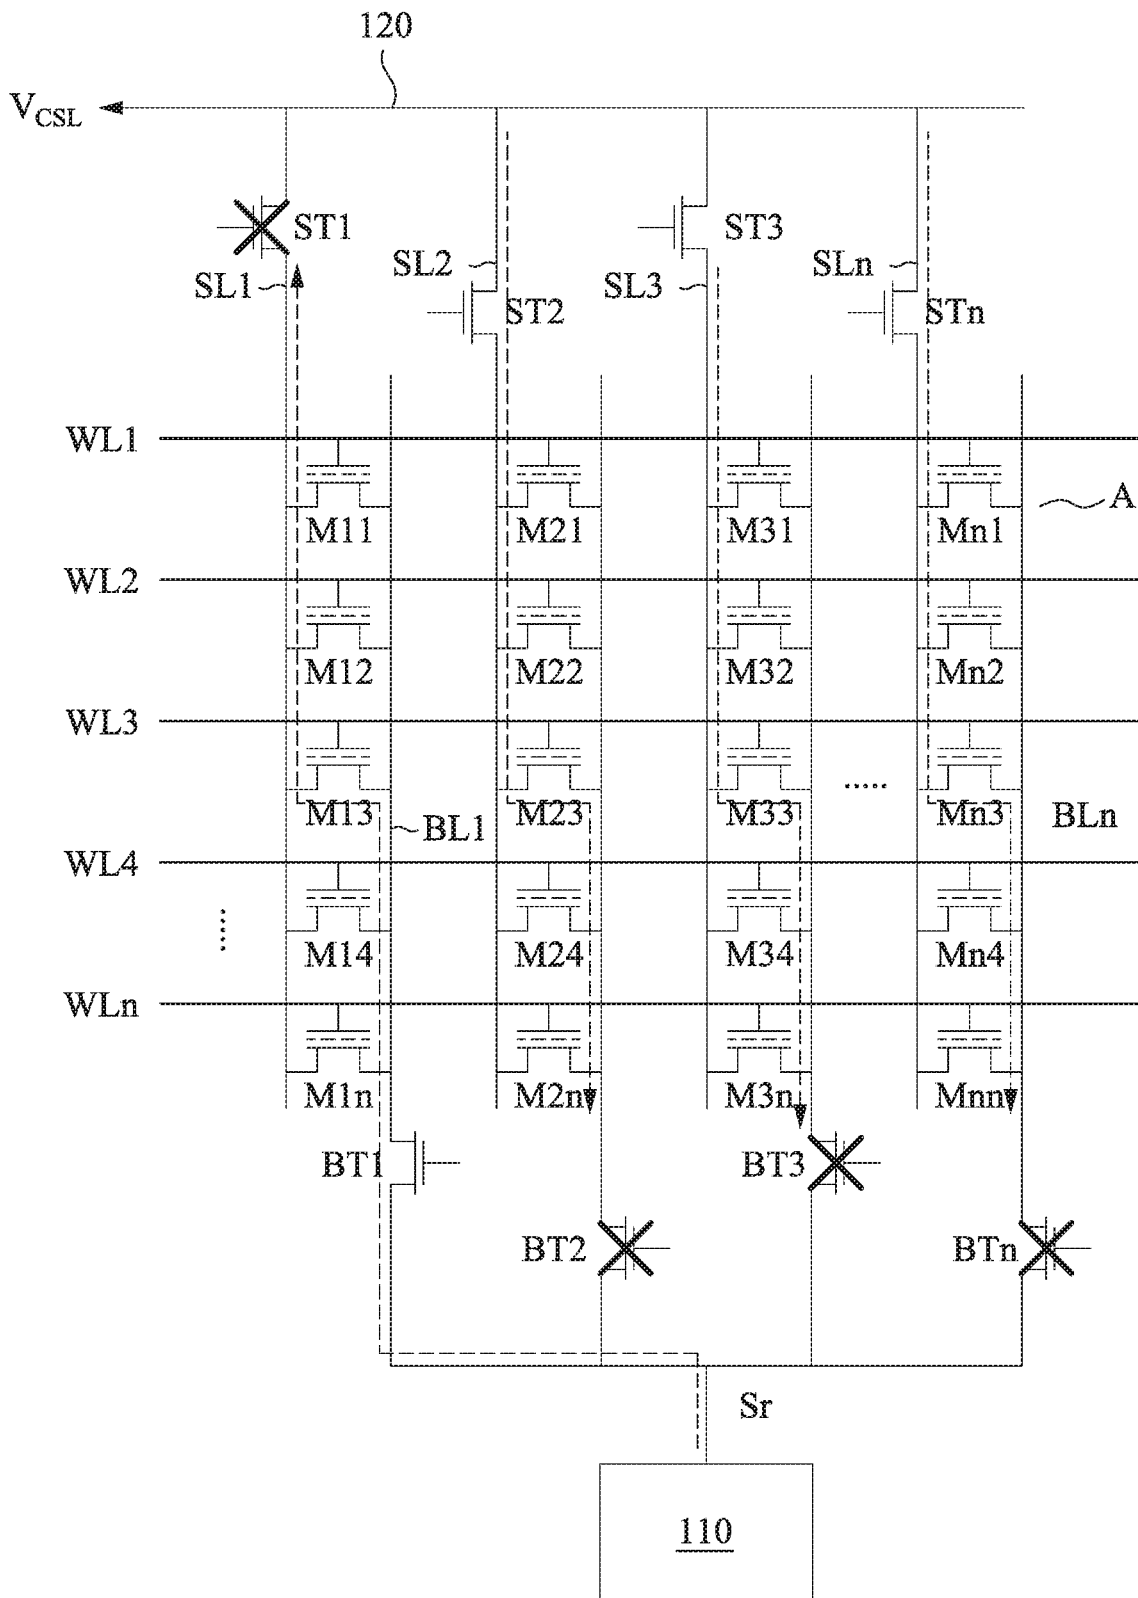 120
VCSL
ST1 ST3
SL1 SL2 SL3 SLn
ST2 STn
WL1
A
M11 M21 M31 Mn1
WL2
M12 M22 M32 Mn2
WL3
.....
M13 M23 M33 Mn3
BL1 BLn
WL4
.....
M14 M24 M34 Mn4
WLn
M1n M2n M3n Mnn
BT1 BT3
BT2 BTn
Sr
110